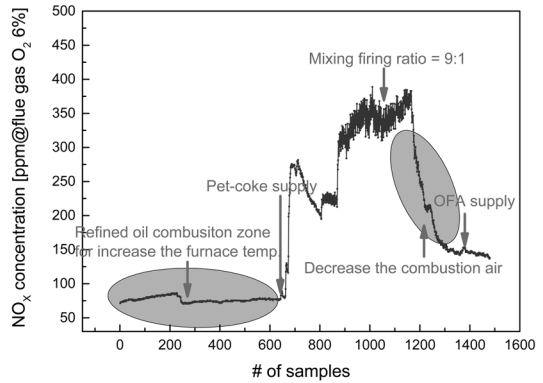 500
450
400
350
300
250
200
150
100
50
NOX concentration [ppm@flue gas O2 6%]
Mixing firing ratio = 9:1
Pet-coke supply
OFA supply
Refined oil combusiton zone
for increase the furnace temp.
Decrease the combustion air
0 200 400 600 800 1000 1200 1400 1600
# of samples